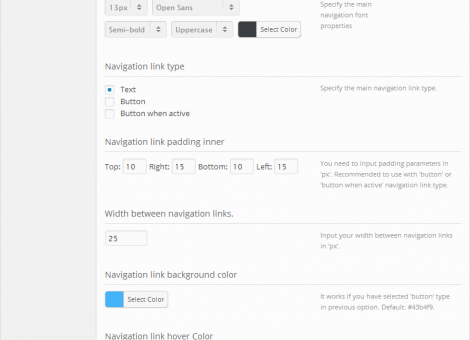 13px Open Sans
Specify the main
navigation font
properties
Semi-bold Uppercase Select Color
Navigation link type
Text
Specify the main navigation link type.
Button
Button when active
Navigation link padding inner
Top: 10 Right: 15 Bottom: 10 Left: 15
You need to input padding parameters in
'px'. Recommended to use with 'button' or
'button when active' navigation link type.
Width between navigation links.
25
Input your width between navigation links
in 'px'.
Navigation link background color
Select Color
It works if you have selected 'button' type
in previous option. Default: #43b4f9.
Navigation link hover Color